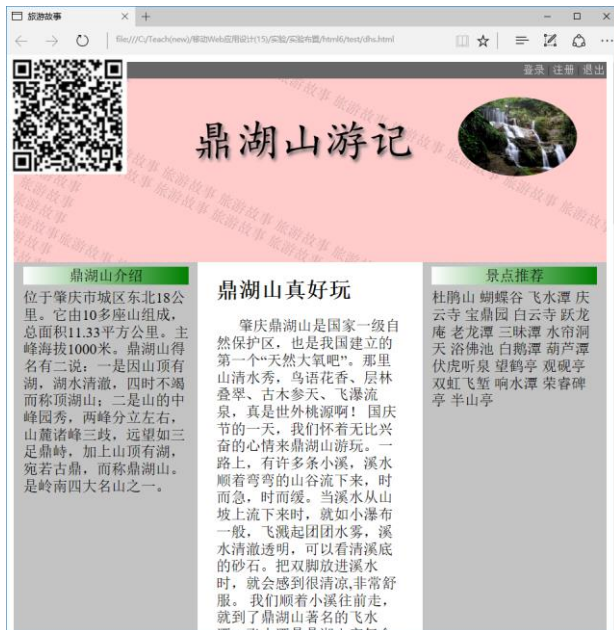 旅游故事
file:///C:/Teach(new)/移动Web应用设计(15)/实验/实验布置/html6/test/dhs.html
登录 | 注册 | 退出
鼎湖山游记
旅游故事 旅游故事 旅游故事 旅游故事
鼎湖山介绍
位于肇庆市城区东北18公
里。它由10多座山组成，
总面积11.33平方公里。主
峰海拔1000米。鼎湖山得
名有二说：一是因山顶有
湖，湖水清澈，四时不竭
而称顶湖山；二是山的中
峰园秀，两峰分立左右，
山麓诸峰三歧，远望如三
足鼎峙，加上山顶有湖，
宛若古鼎，而称鼎湖山。
是岭南四大名山之一。
鼎湖山真好玩
肇庆鼎湖山是国家一级自
然保护区，也是我国建立的
第一个“天然大氧吧”。那里
山清水秀，鸟语花香、层林
叠翠、古木参天、飞瀑流
泉，真是世外桃源啊！ 国庆
节的一天，我们怀着无比兴
奋的心情来鼎湖山游玩。一
路上，有许多条小溪，溪水
顺着弯弯的山谷流下来，时
而急，时而缓。当溪水从山
坡上流下来时，就如小瀑布
一般，飞溅起团团水雾，溪
水清澈透明，可以看清溪底
的砂石。把双脚放进溪水
时，就会感到很清凉,非常舒
服。 我们顺着小溪往前走，
就到了鼎湖山著名的飞水
景点推荐
杜鹃山 蝴蝶谷 飞水潭 庆
云寺 宝鼎园 白云寺 跃龙
庵 老龙潭 三昧潭 水帘洞
天 浴佛池 白鹅潭 葫芦潭
伏虎听泉 望鹤亭 观砚亭
双虹飞堑 响水潭 荣睿碑
亭 半山亭